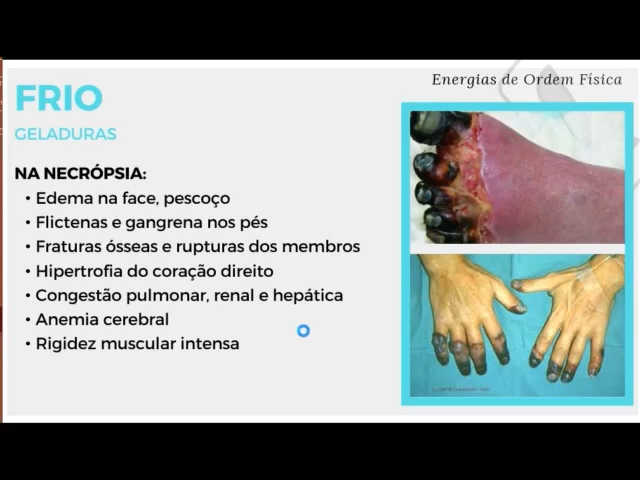 Energias de Ordem Física
FRIO
GELADURAS
NA NECRÓPSIA:
• Edema na face, pescoço
• Flictenas e gangrena nos pés
• Fraturas ósseas e rupturas dos membros
• Hipertrofia do coração direito
• Congestão pulmonar, renal e hepática
• Anemia cerebral
• Rigidez muscular intensa